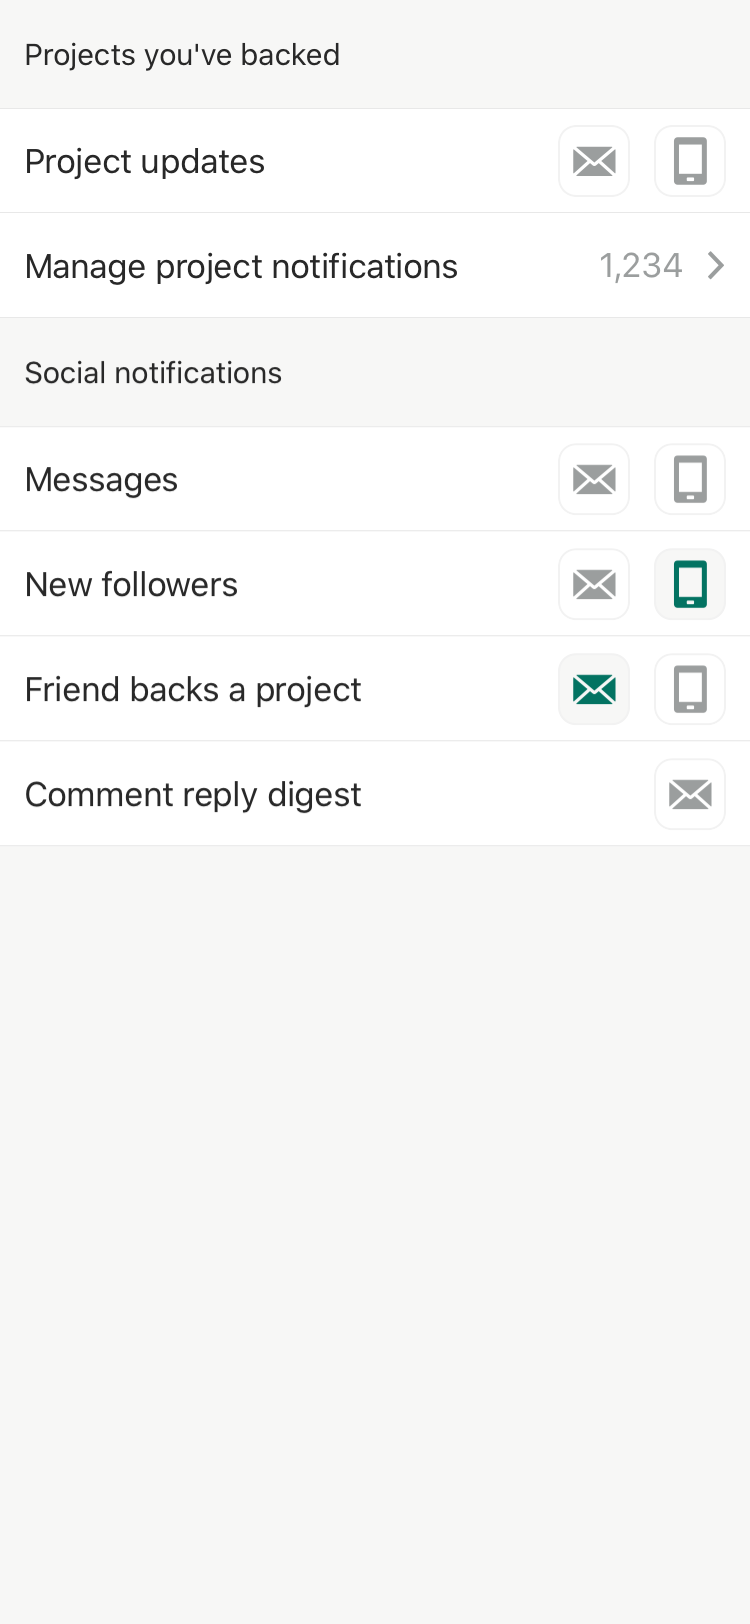 Projects you've backed
Project updates
Manage project notifications 1,234
Social notifications
Messages
New followers
Friend backs a project
Comment reply digest